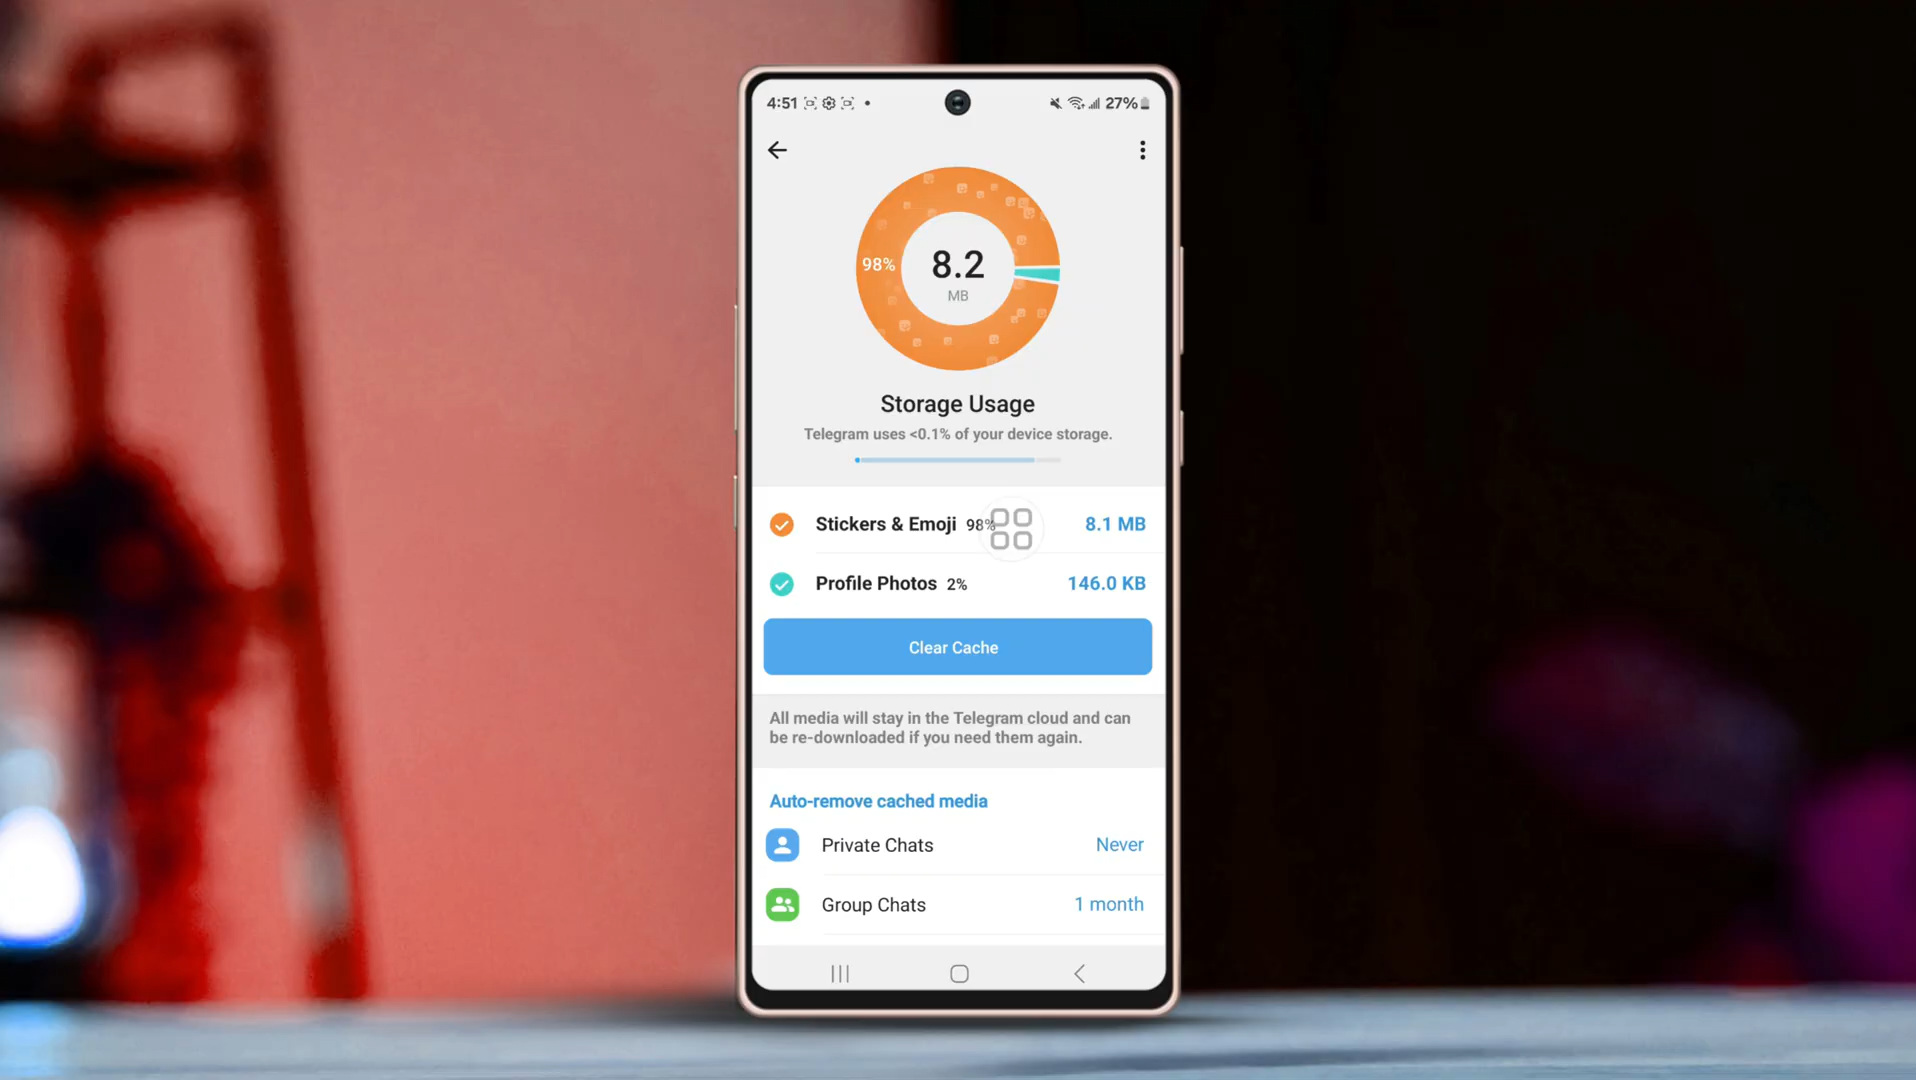 4:51
27%
98%
8.2
MB
Storage Usage
Telegram uses <0.1% of your device storage.
Stickers & Emoji 98% 8.1 MB
Profile Photos 2% 146.0 KB
Clear Cache
All media will stay in the Telegram cloud and can
be re-downloaded if you need them again.
Auto-remove cached media
Private Chats Never
Group Chats 1 month